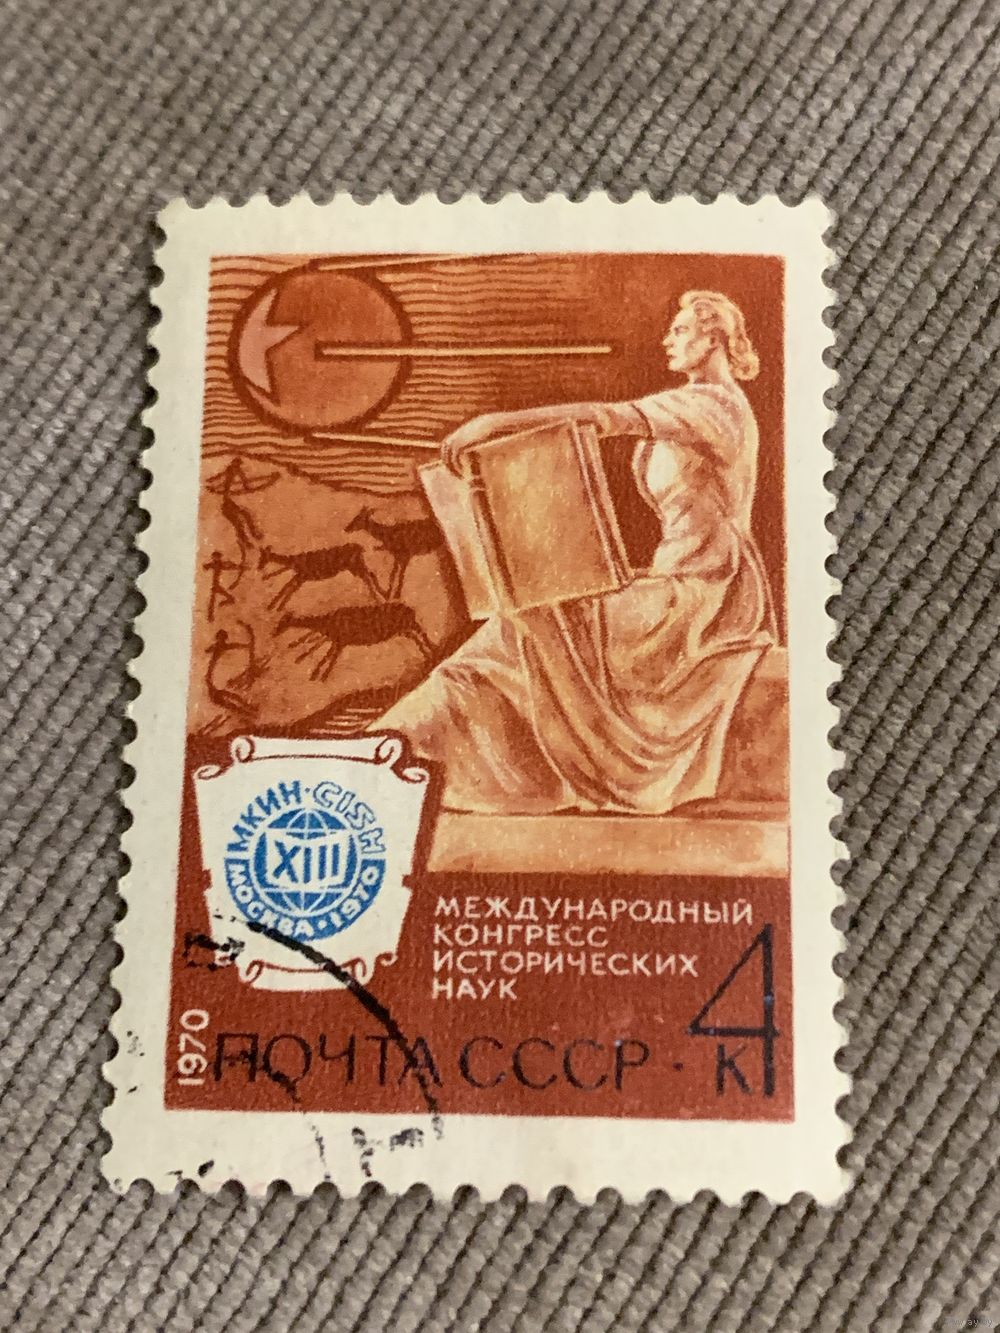 МКИН·CISH
XIII
МОСКВА·1970
МЕЖДУНАРОДНЫЙ
КОНГРЕСС
ИСТОРИЧЕСКИХ
НАУК
1970
ПОЧТА СССР · 4 к